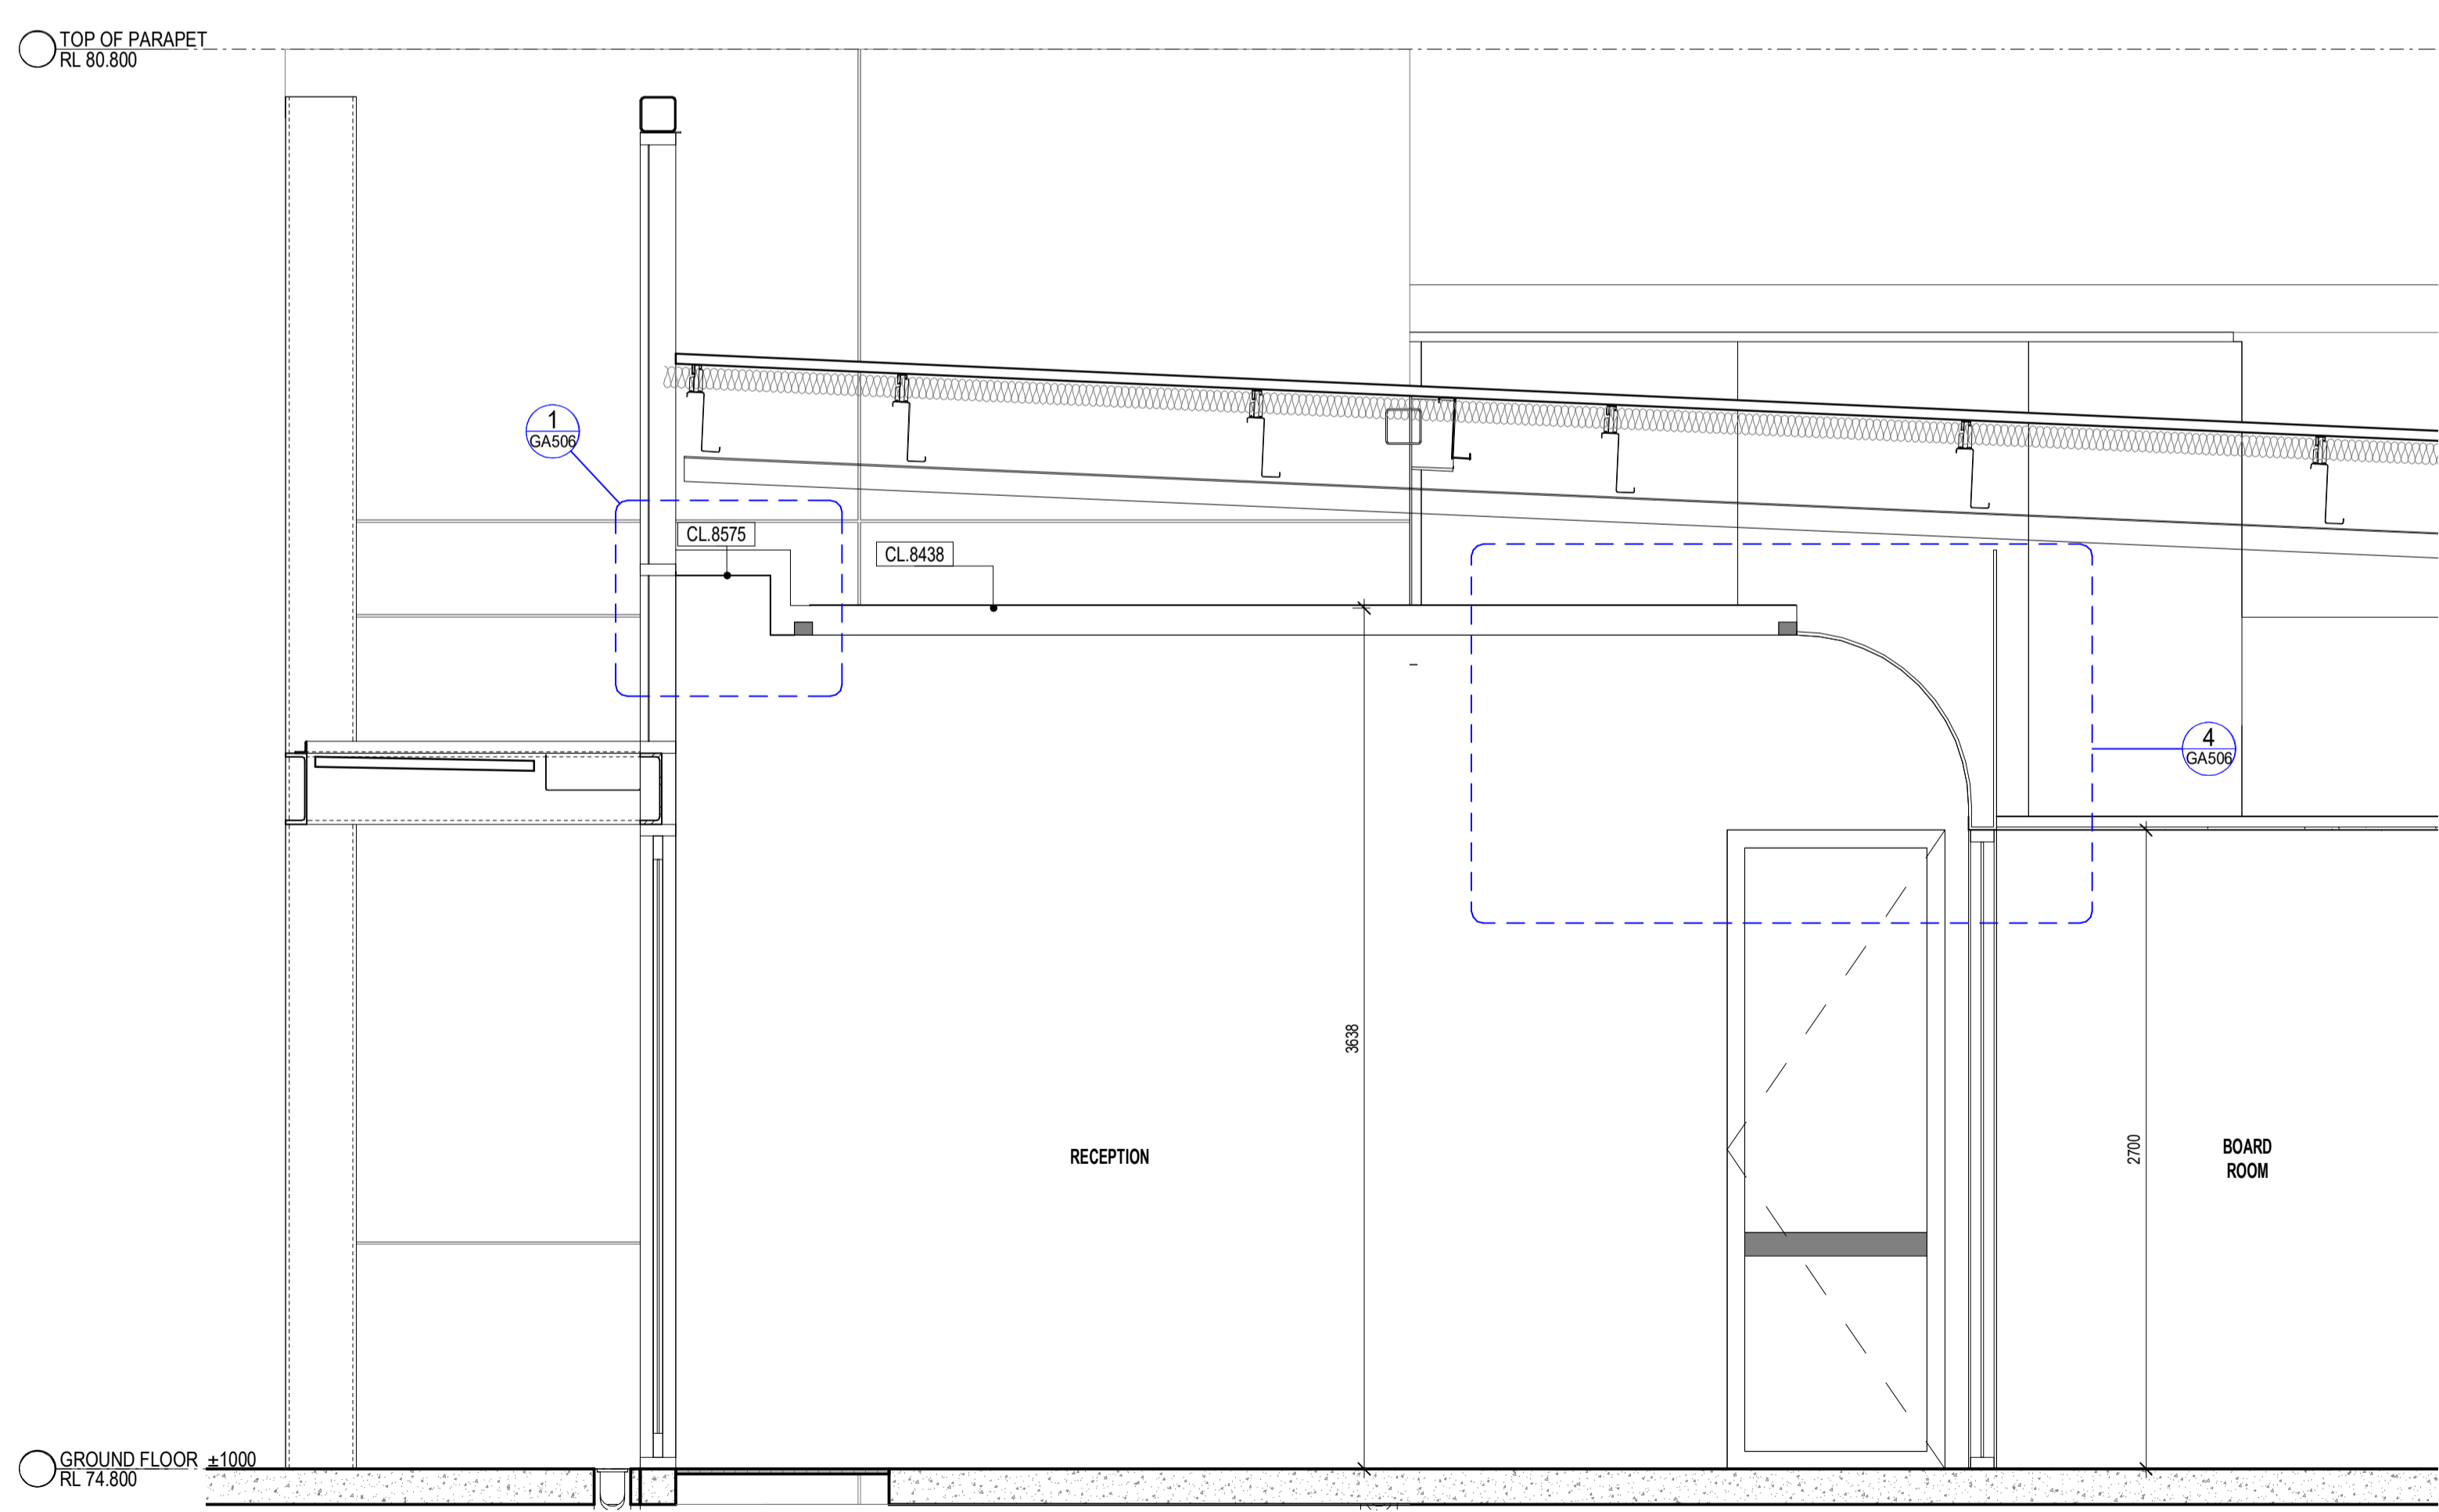 TOP OF PARAPET
RL 80.800
1
GA506
CL.8575
CL.8438
4
GA506
3638
2700
RECEPTION
BOARD
ROOM
GROUND FLOOR ±1000
RL 74.800